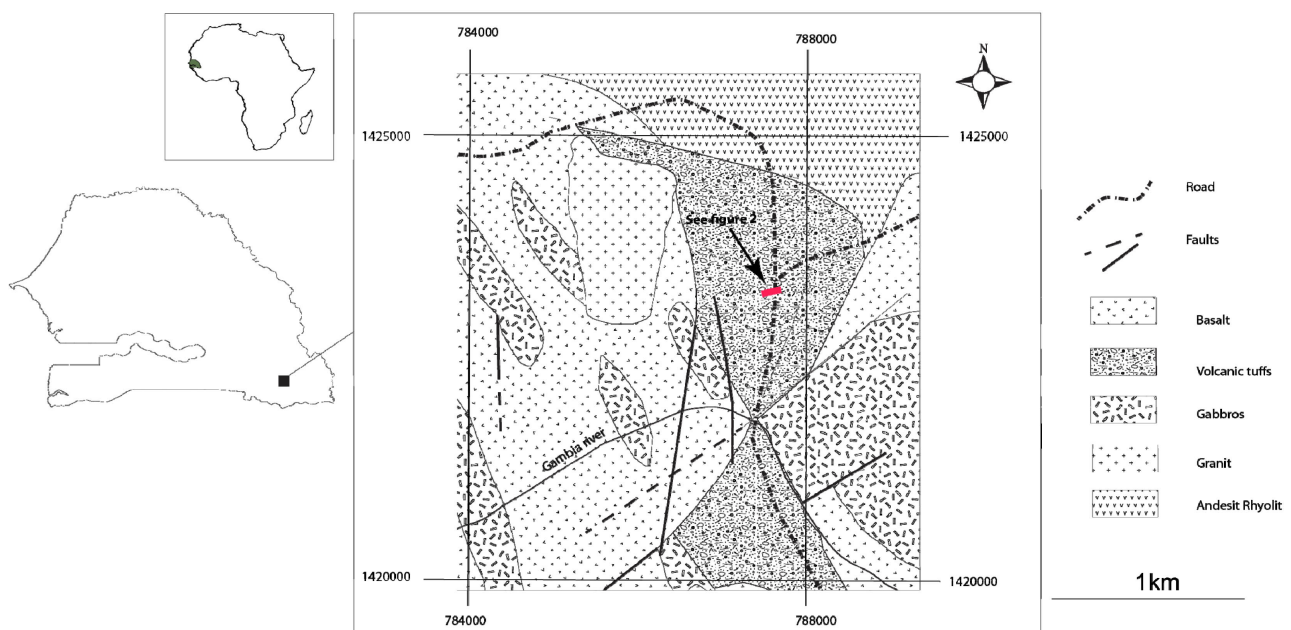 784000
788000
N
1425000
1425000
See figure 2
Gambia river
1420000
1420000
784000
788000
Road
Faults
Basalt
Volcanic tuffs
Gabbros
Granit
Andesit Rhyolit
1km